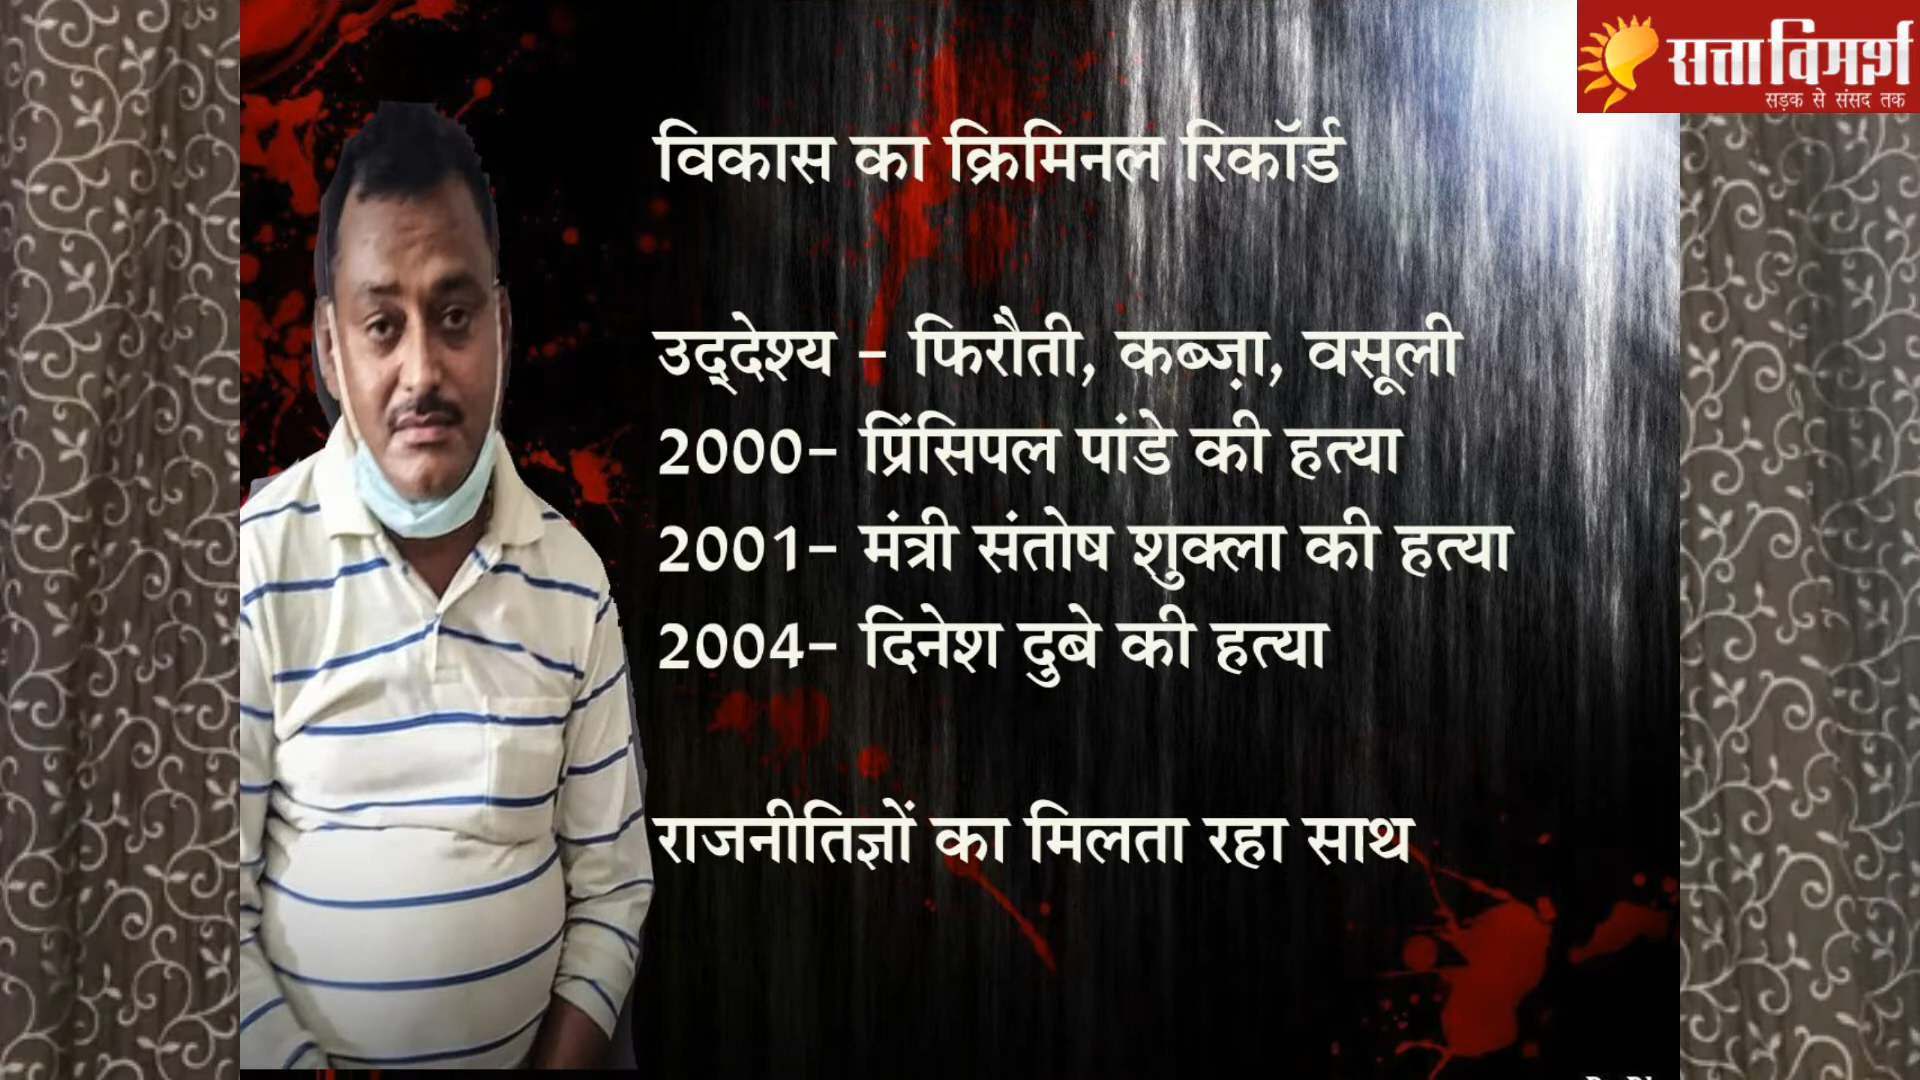 सत्ता विमर्श
सड़क से संसद तक
विकास का क्रिमिनल रिकॉर्ड
उद्‌देश्य - फिरौती, कब्ज़ा, वसूली
2000- प्रिंसिपल पांडे की हत्या
2001- मंत्री संतोष शुक्ला की हत्या
2004- दिनेश दुबे की हत्या
राजनीतिज्ञों का मिलता रहा साथ